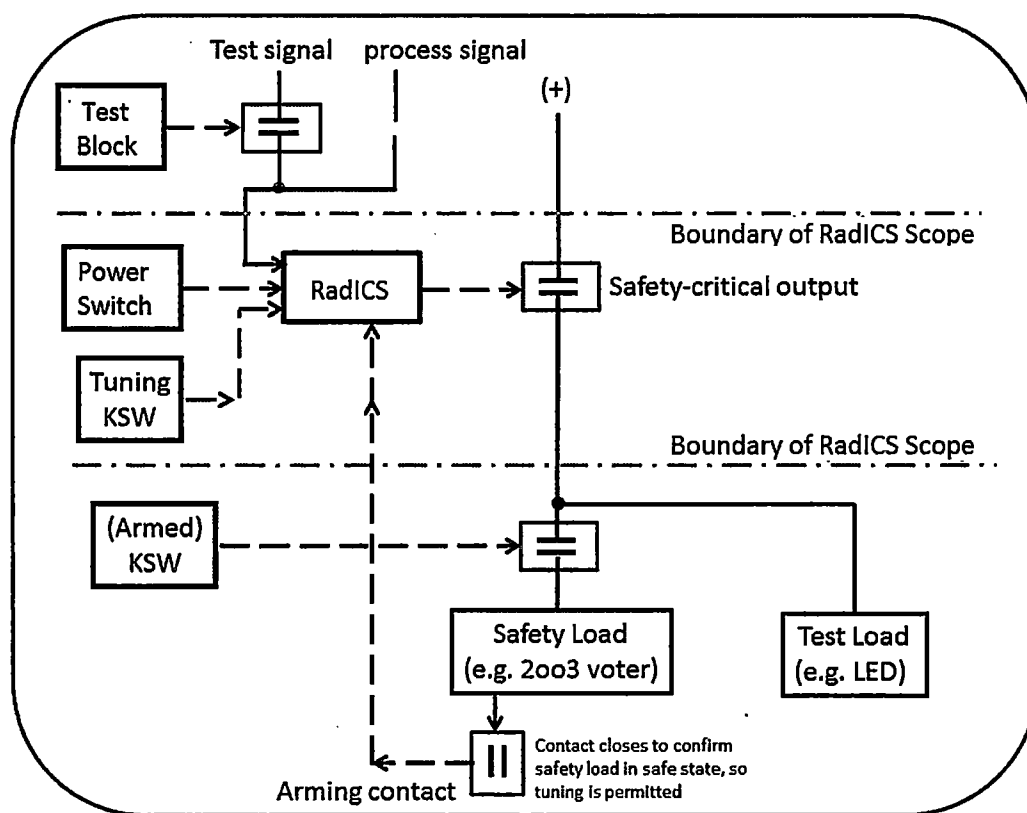 Test signal
process signal
(+)
Test
Block
Boundary of RadICS Scope
Power
Switch
RadICS
Safety-critical output
Tuning
KSW
Boundary of RadICS Scope
(Armed)
KSW
Safety Load
(e.g. 2oo3 voter)
Test Load
(e.g. LED)
Contact closes to confirm
safety load in safe state, so
tuning is permitted
Arming contact